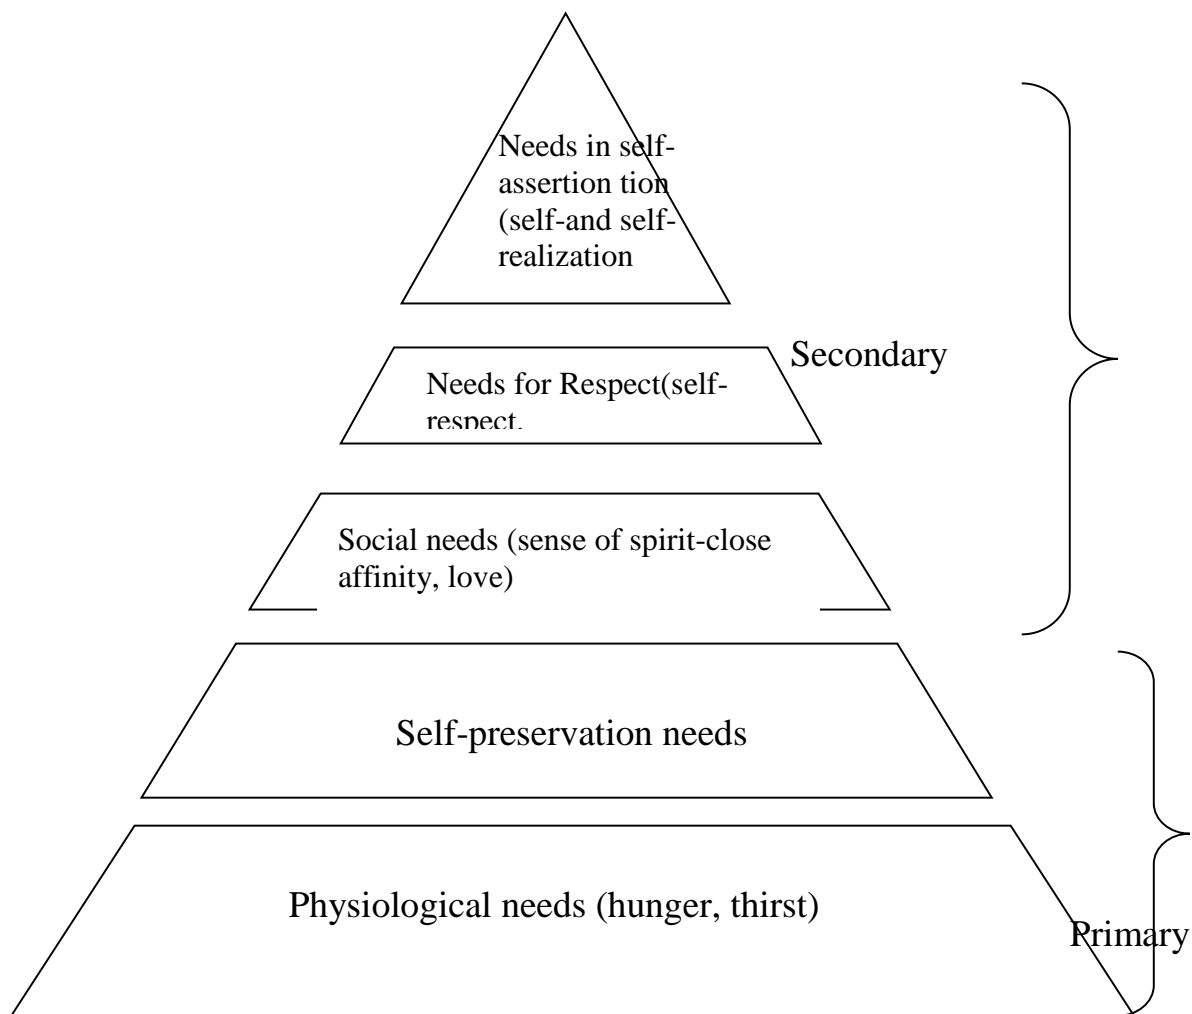 Needs in self-
assertion tion
(self-and self-
realization
Secondary
Needs for Respect(self-
respect.
Social needs (sense of spirit-close
affinity, love)
Self-preservation needs
Physiological needs (hunger, thirst)
Primary